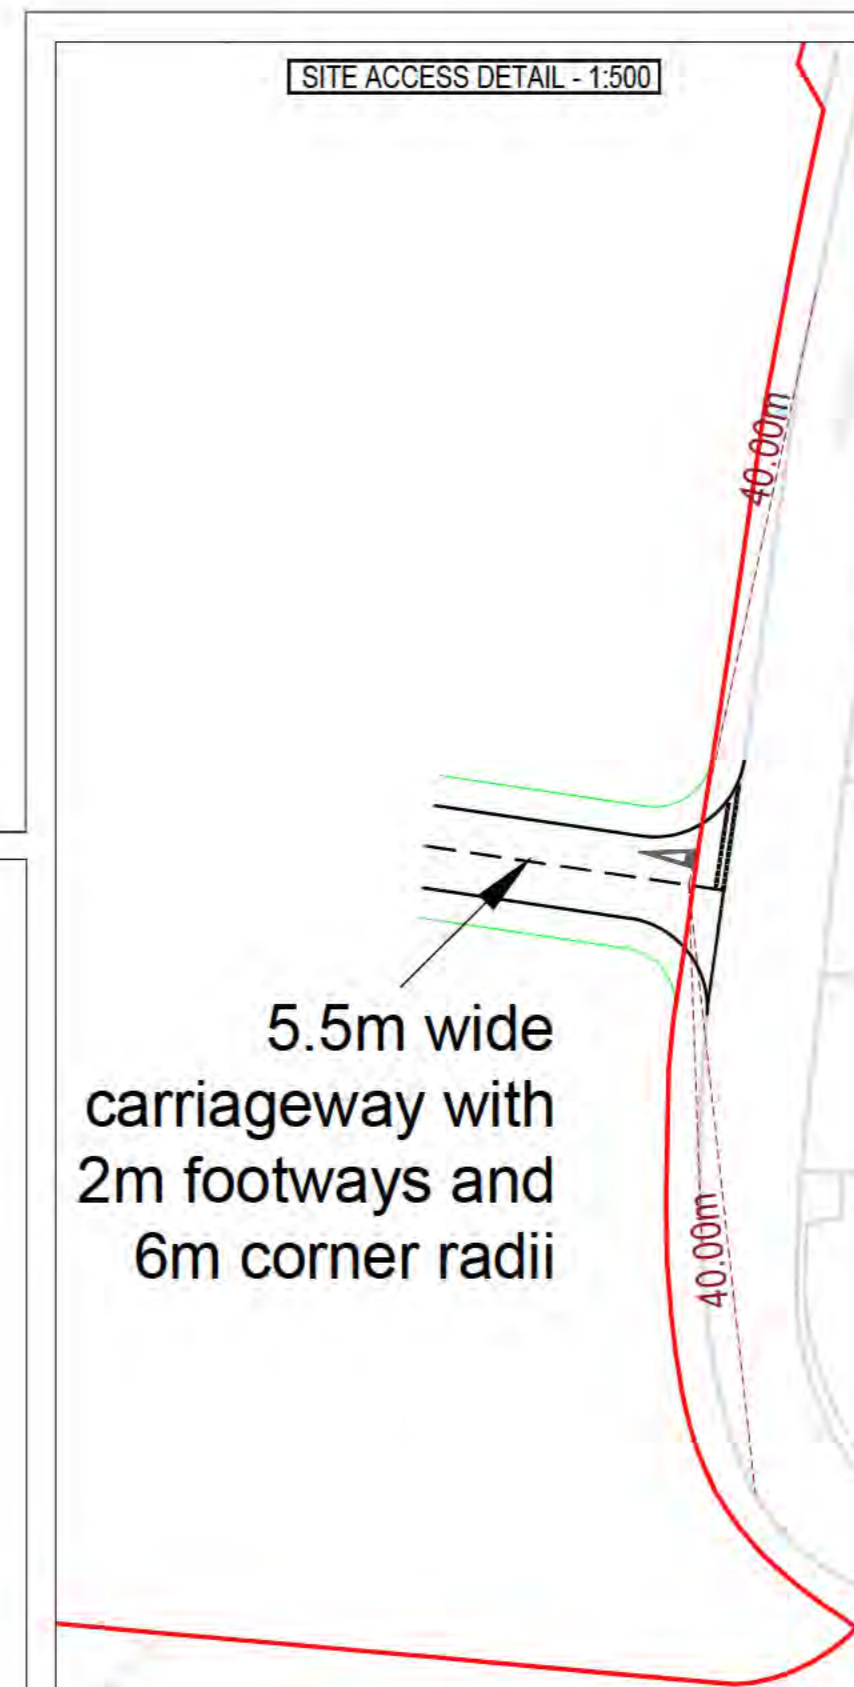 SITE ACCESS DETAIL - 1:500
40.00m
5.5m wide
carriageway with
2m footways and
6m corner radii
40.00m